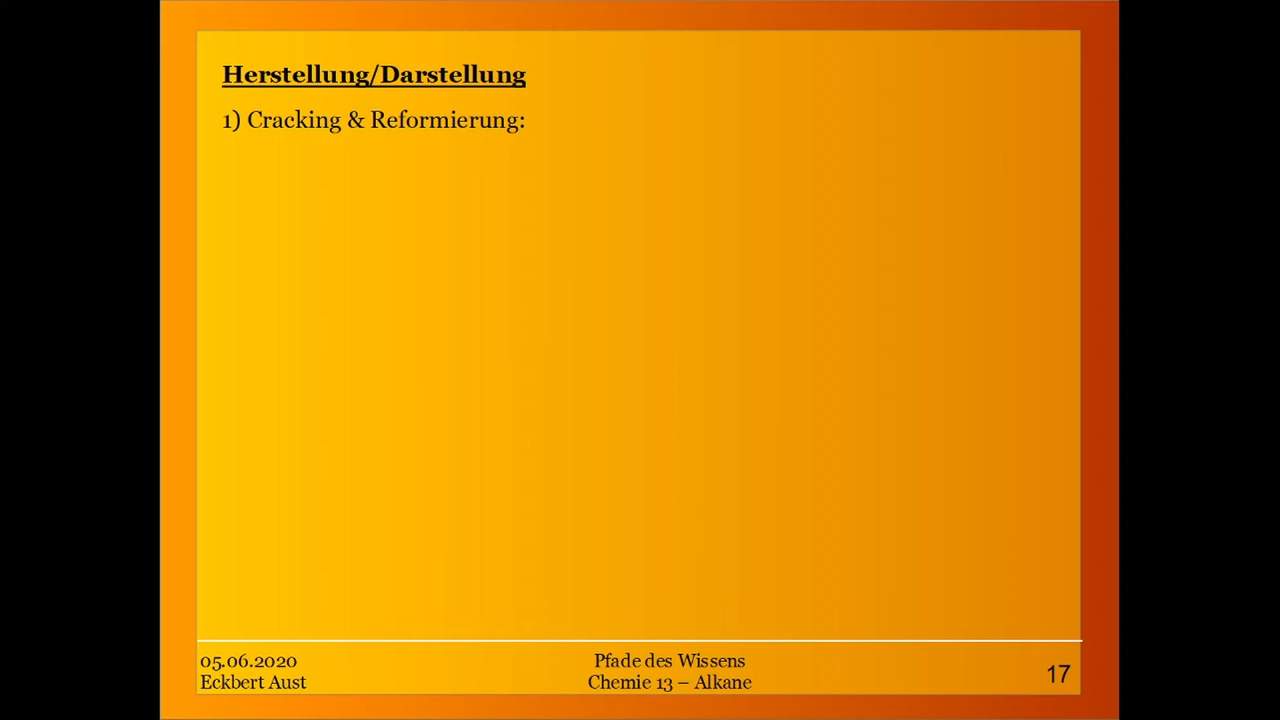 Herstellung/Darstellung
1) Cracking & Reformierung:
05.06.2020
Eckbert Aust
Pfade des Wissens
Chemie 13 – Alkane
17